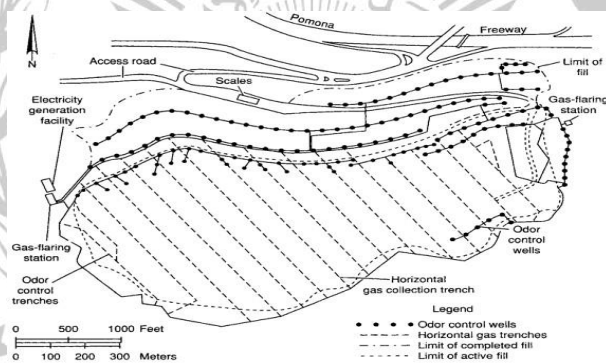 Pomona
Freeway
N
Access road
Scales
Limit of
fill
Gas-flaring
station
Electricity
generation
facility
Gas-flaring
station
Odor
control
trenches
Odor
control
wells
Horizontal
gas collection trench
Legend
Odor control wells
Horizontal gas trenches
Limit of completed fill
Limit of active fill
0 500 1000 Feet
0 100 200 300 Meters